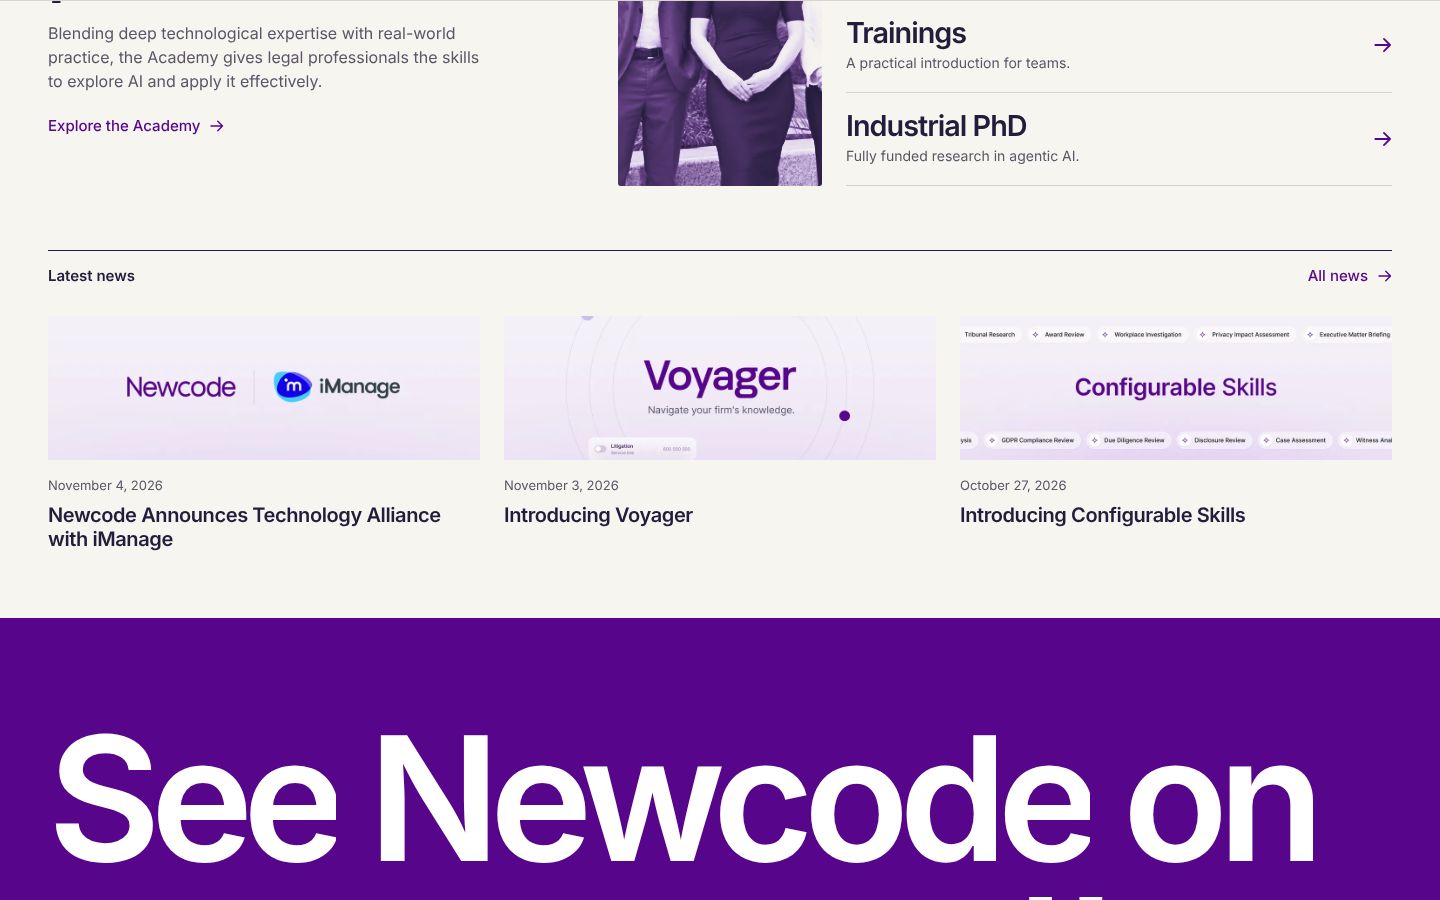 Blending deep technological expertise with real-world
practice, the Academy gives legal professionals the skills
to explore AI and apply it effectively.
Explore the Academy
Trainings
A practical introduction for teams.
Industrial PhD
Fully funded research in agentic AI.
Latest news
All news
Newcode
iManage
Voyager
Navigate your firm's knowledge.
Litigation
Tribunal Research
Award Review
Workplace Investigation
Privacy Impact Assessment
Executive Matter Briefing
Configurable Skills
ysis
GDPR Compliance Review
Due Diligence Review
Disclosure Review
Case Assessment
Witness Anal
November 4, 2026
Newcode Announces Technology Alliance
with iManage
November 3, 2026
Introducing Voyager
October 27, 2026
Introducing Configurable Skills
See Newcode on